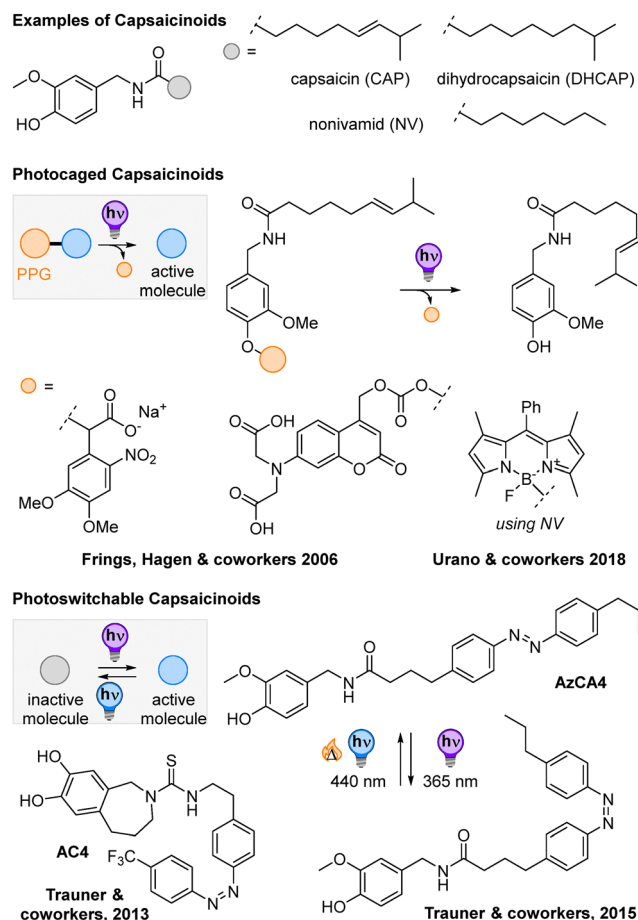 Examples of Capsaicinoids
O
O
N
H
HO
=
capsaicin (CAP)
dihydrocapsaicin (DHCAP)
nonivamid (NV)
Photocaged Capsaicinoids
hν
PPG
active
molecule
O
NH
OMe
O
hν
O
NH
OMe
OH
=
O
O-
Na+
NO2
MeO
OMe
O
OH
N
O
OH
O
O
O
O
O
Ph
N
N+
B-
F
using NV
Frings, Hagen & coworkers 2006
Urano & coworkers 2018
Photoswitchable Capsaicinoids
hν
hν
inactive
molecule
active
molecule
O
HO
N
H
O
N
N
AzCA4
Δ
hν
440 nm
hν
365 nm
HO
HO
N
S
N
H
F3C
N
N
AC4
Trauner &
coworkers, 2013
O
HO
N
H
O
N
N
Trauner & coworkers, 2015